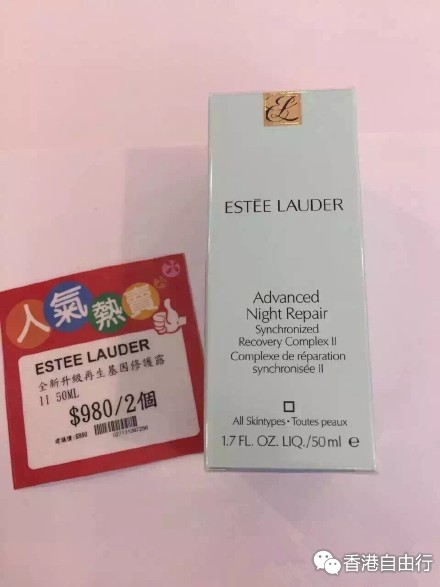 人氣熱賣
ESTEE LAUDER
全新升級再生基因修護露
II 50ML
$980/2個
ESTĒE LAUDER
Advanced
Night Repair
Synchronized
Recovery Complex II
Complexe de réparation
synchronisée II
All Skintypes • Toutes peaux
1.7 FL. OZ. LIQ./50 ml e
香港自由行